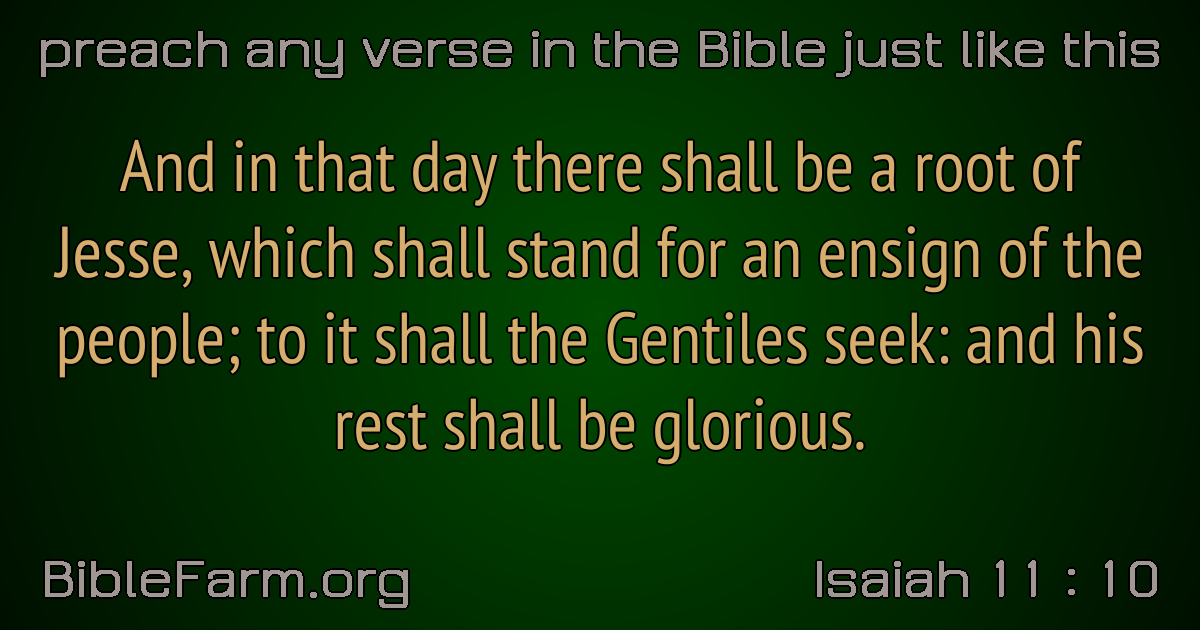 preach any verse in the Bible just like this
And in that day there shall be a root of
Jesse, which shall stand for an ensign of the
people; to it shall the Gentiles seek: and his
rest shall be glorious.
BibleFarm.org
Isaiah 11 : 10